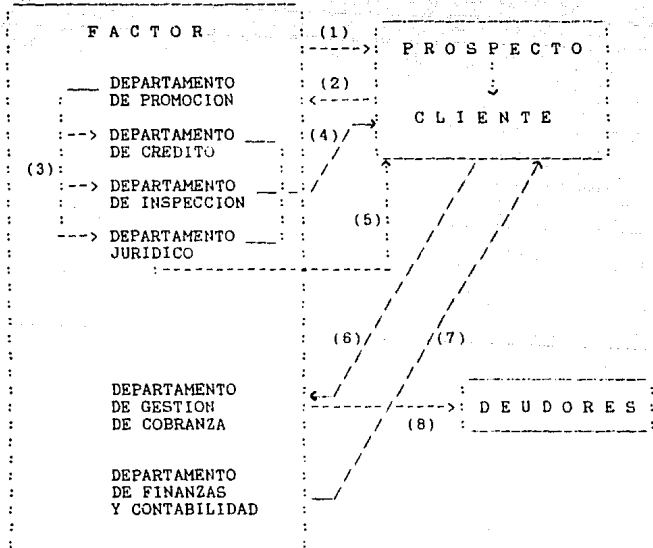 F A C T O R
(1)
P R O S P E C T O
DEPARTAMENTO
DE PROMOCION
(2)
C L I E N T E
DEPARTAMENTO
DE CREDITO
(4)
(3)
DEPARTAMENTO
DE INSPECCION
(5)
DEPARTAMENTO
JURIDICO
(6)
(7)
DEPARTAMENTO
DE GESTION
DE COBRANZA
(8)
D E U D O R E S
DEPARTAMENTO
DE FINANZAS
Y CONTABILIDAD